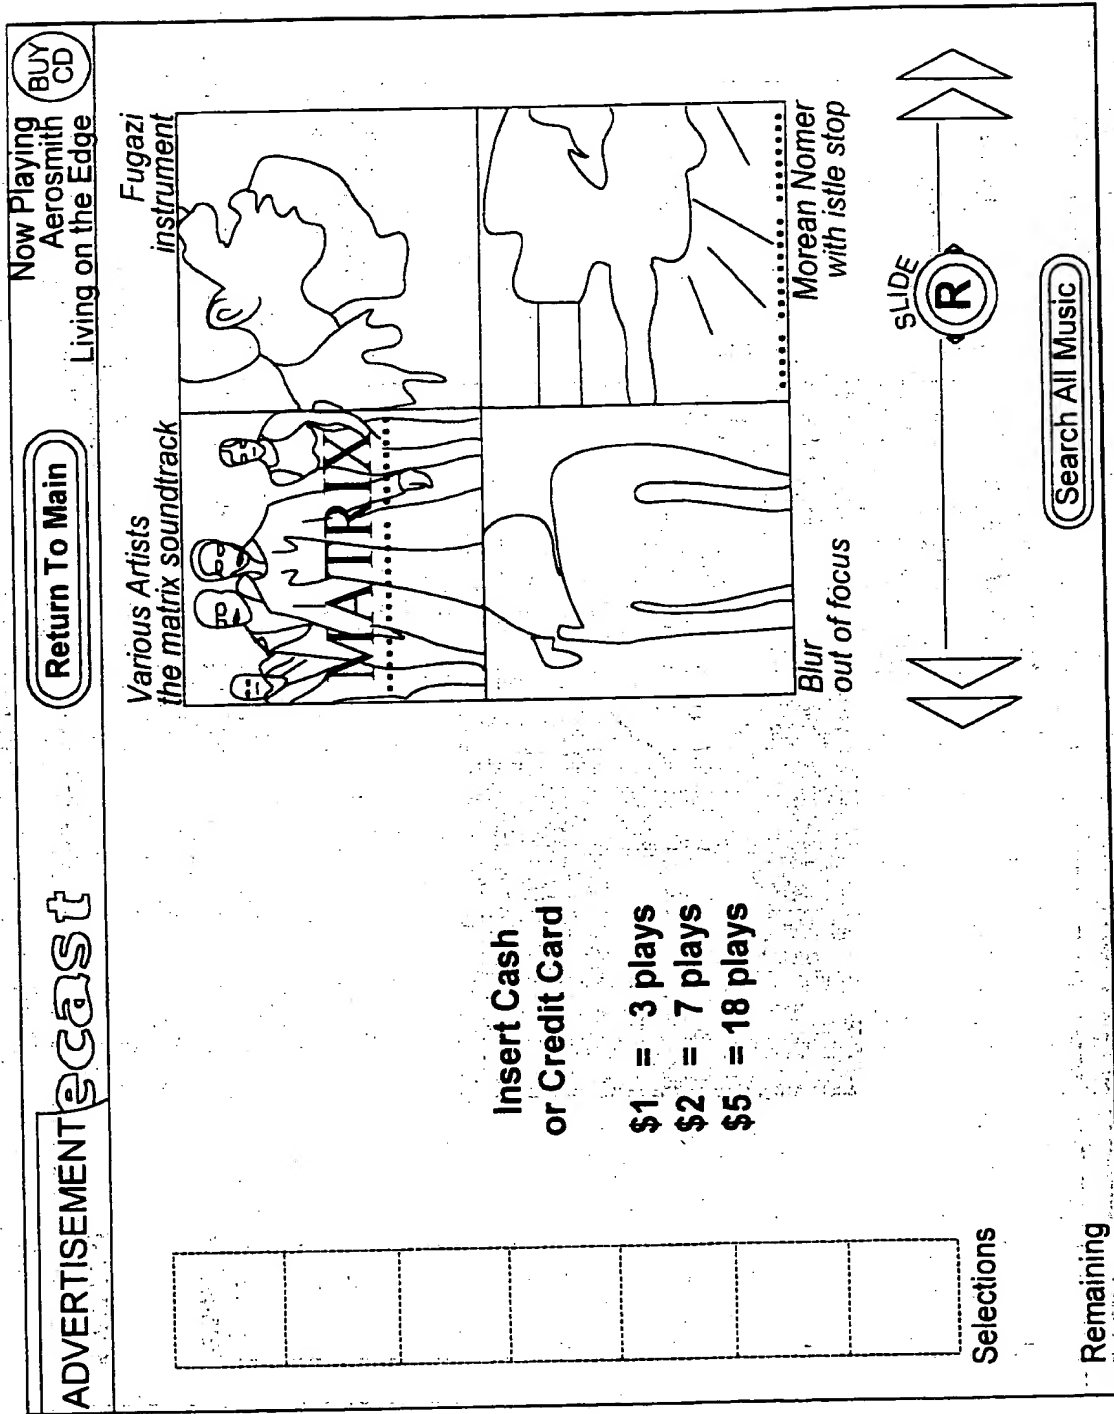 ADVERTISEMENT
ecast
Return To Main
Now Playing
Aerosmith
Living on the Edge
BUY
CD
Various Artists
the matrix soundtrack
Fugazi
instrument
MATRIX
Insert Cash
or Credit Card
$1 = 3 plays
$2 = 7 plays
$5 = 18 plays
Blur
out of focus
Morean Nomer
with istle stop
SLIDE
R
Selections
Search All Music
Remaining